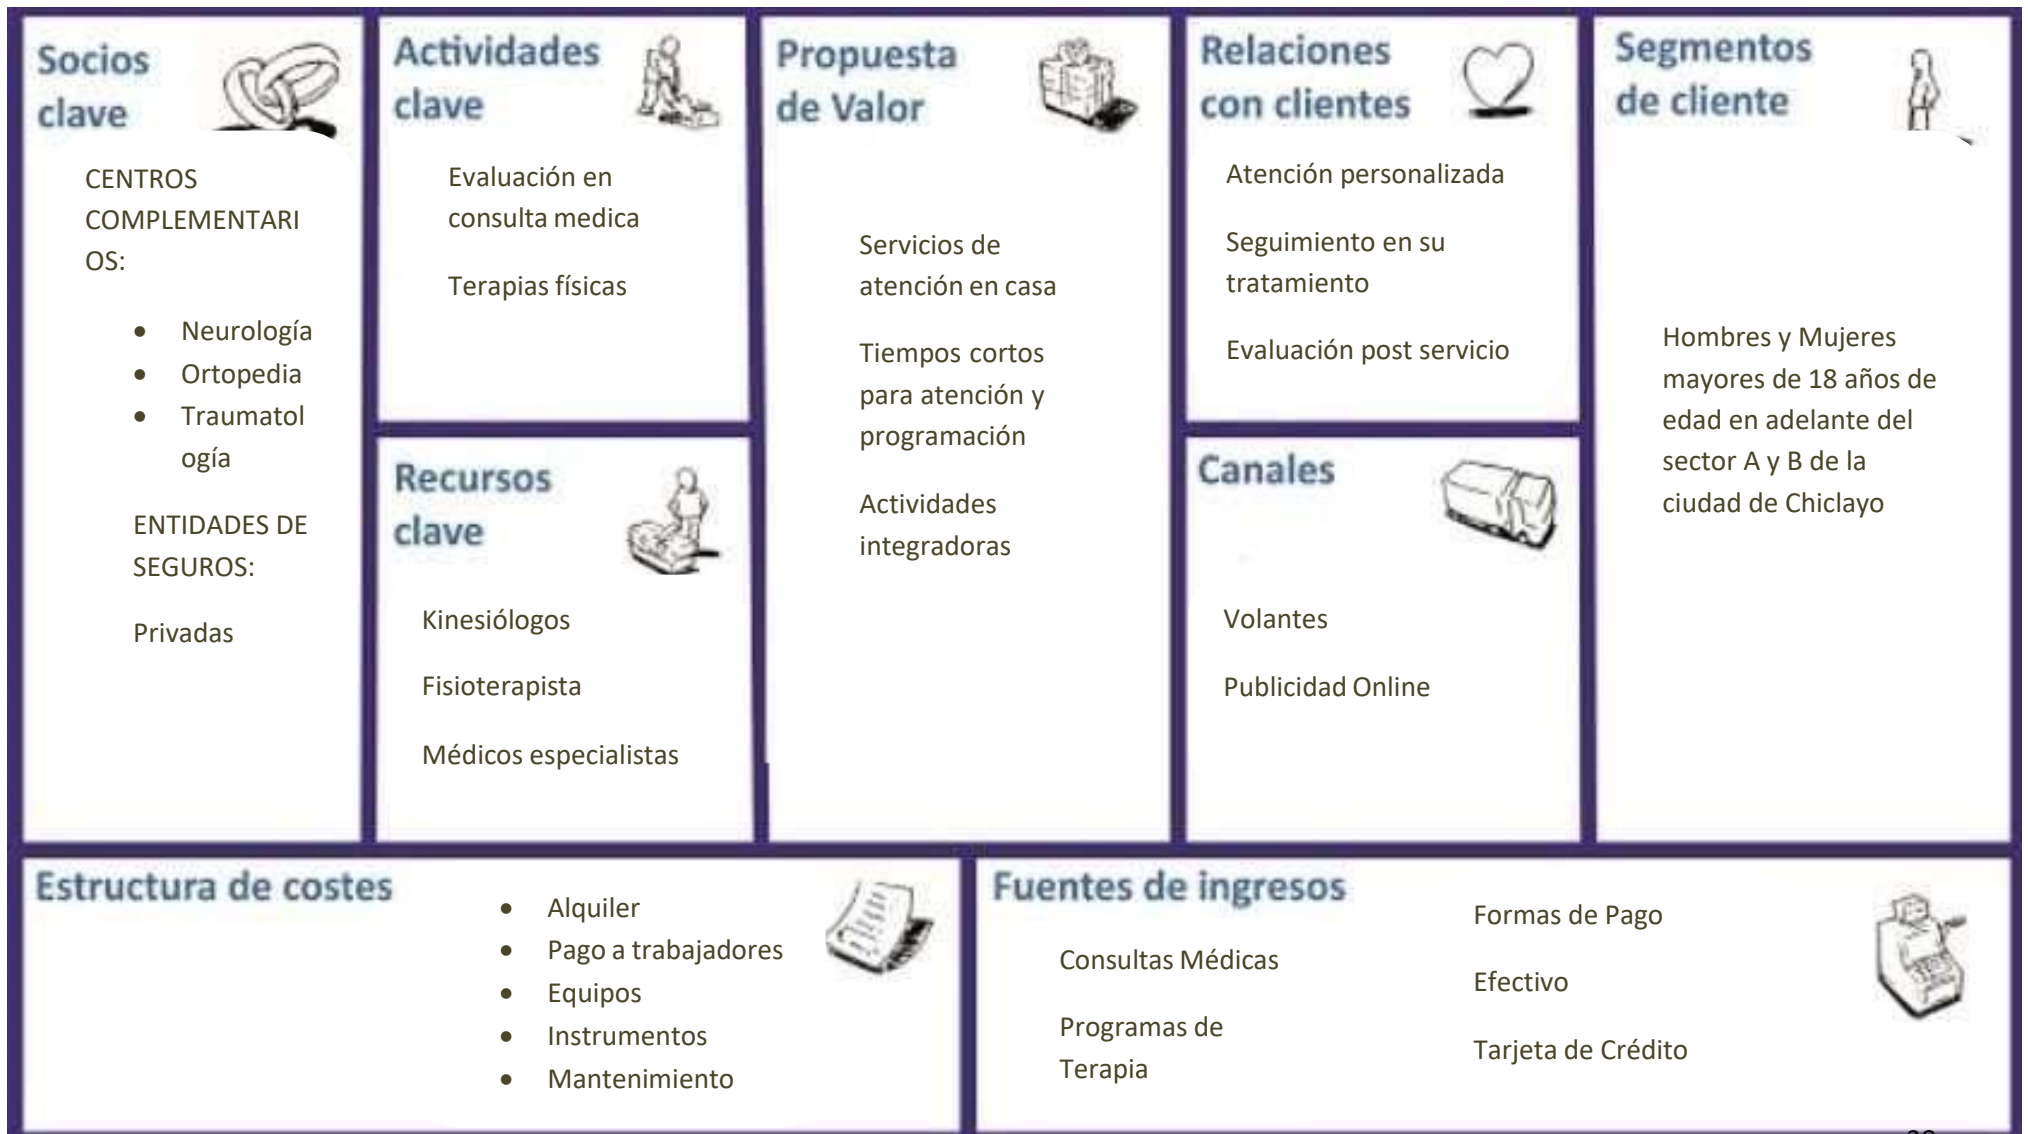 Socios
clave
CENTROS
COMPLEMENTARI
OS:
• Neurología
• Ortopedia
• Traumatol
ogía
ENTIDADES DE
SEGUROS:
Privadas
Actividades
clave
Evaluación en
consulta medica
Terapias físicas
Recursos
clave
Kinesiólogos
Fisioterapista
Médicos especialistas
Propuesta
de Valor
Servicios de
atención en casa
Tiempos cortos
para atención y
programación
Actividades
integradoras
Relaciones
con clientes
Atención personalizada
Seguimiento en su
tratamiento
Evaluación post servicio
Canales
Volantes
Publicidad Online
Segmentos
de cliente
Hombres y Mujeres
mayores de 18 años de
edad en adelante del
sector A y B de la
ciudad de Chiclayo
Estructura de costes
• Alquiler
• Pago a trabajadores
• Equipos
• Instrumentos
• Mantenimiento
Fuentes de ingresos
Consultas Médicas
Programas de
Terapia
Formas de Pago
Efectivo
Tarjeta de Crédito